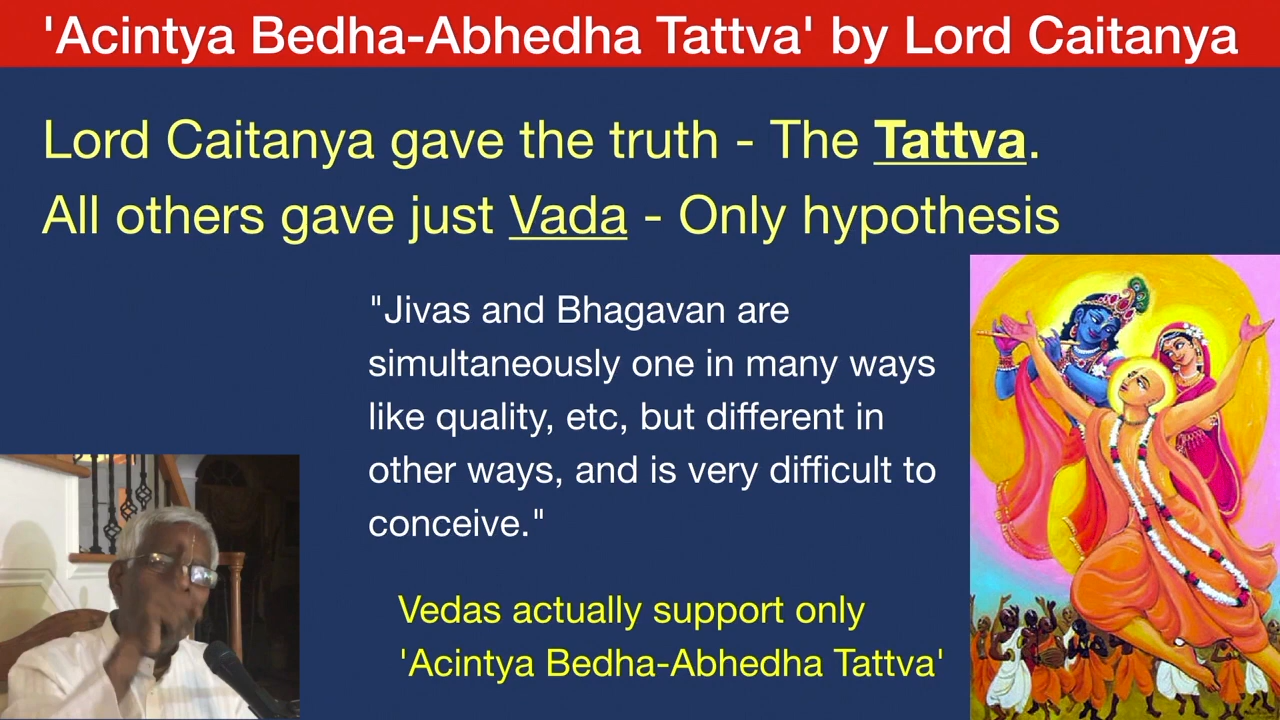 'Acintya Bedha-Abhedha Tattva' by Lord Caitanya
Lord Caitanya gave the truth - The Tattva.
All others gave just Vada - Only hypothesis
"Jivas and Bhagavan are
simultaneously one in many ways
like quality, etc, but different in
other ways, and is very difficult to
conceive."
Vedas actually support only
'Acintya Bedha-Abhedha Tattva'